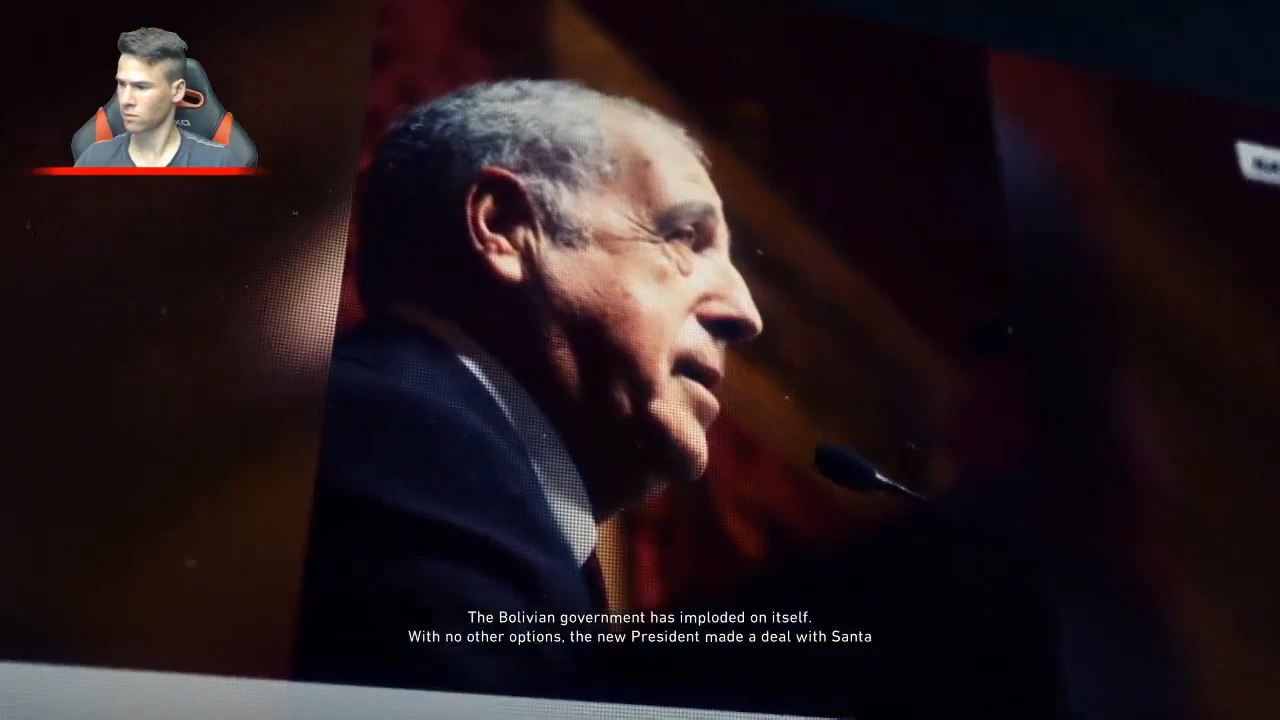 The Bolivian government has imploded on itself.
With no other options, the new President made a deal with Santa